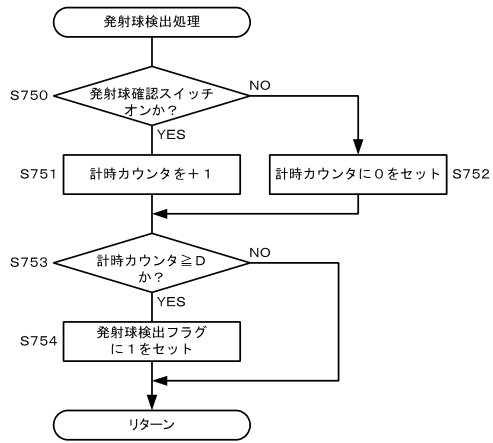 発射球検出処理
S750
発射球確認スイッチ
オンか？
NO
YES
S751
計時カウンタを＋１
計時カウンタに０をセット
S752
S753
計時カウンタ≧Ｄ
か？
NO
YES
S754
発射球検出フラグ
に１をセット
リターン